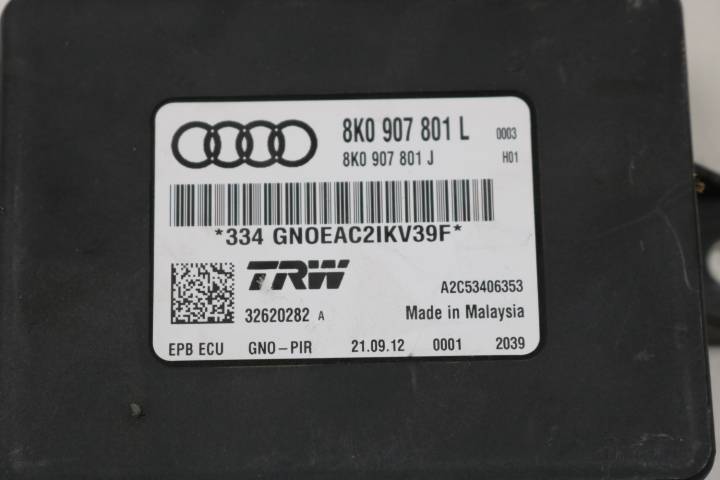 8K0 907 801 L 0003
8K0 907 801 J H01
*334 GNOEAC2IKV39F*
TRW A2C53406353
32620282 A Made in Malaysia
EPB ECU GNO-PIR 21.09.12 0001 2039